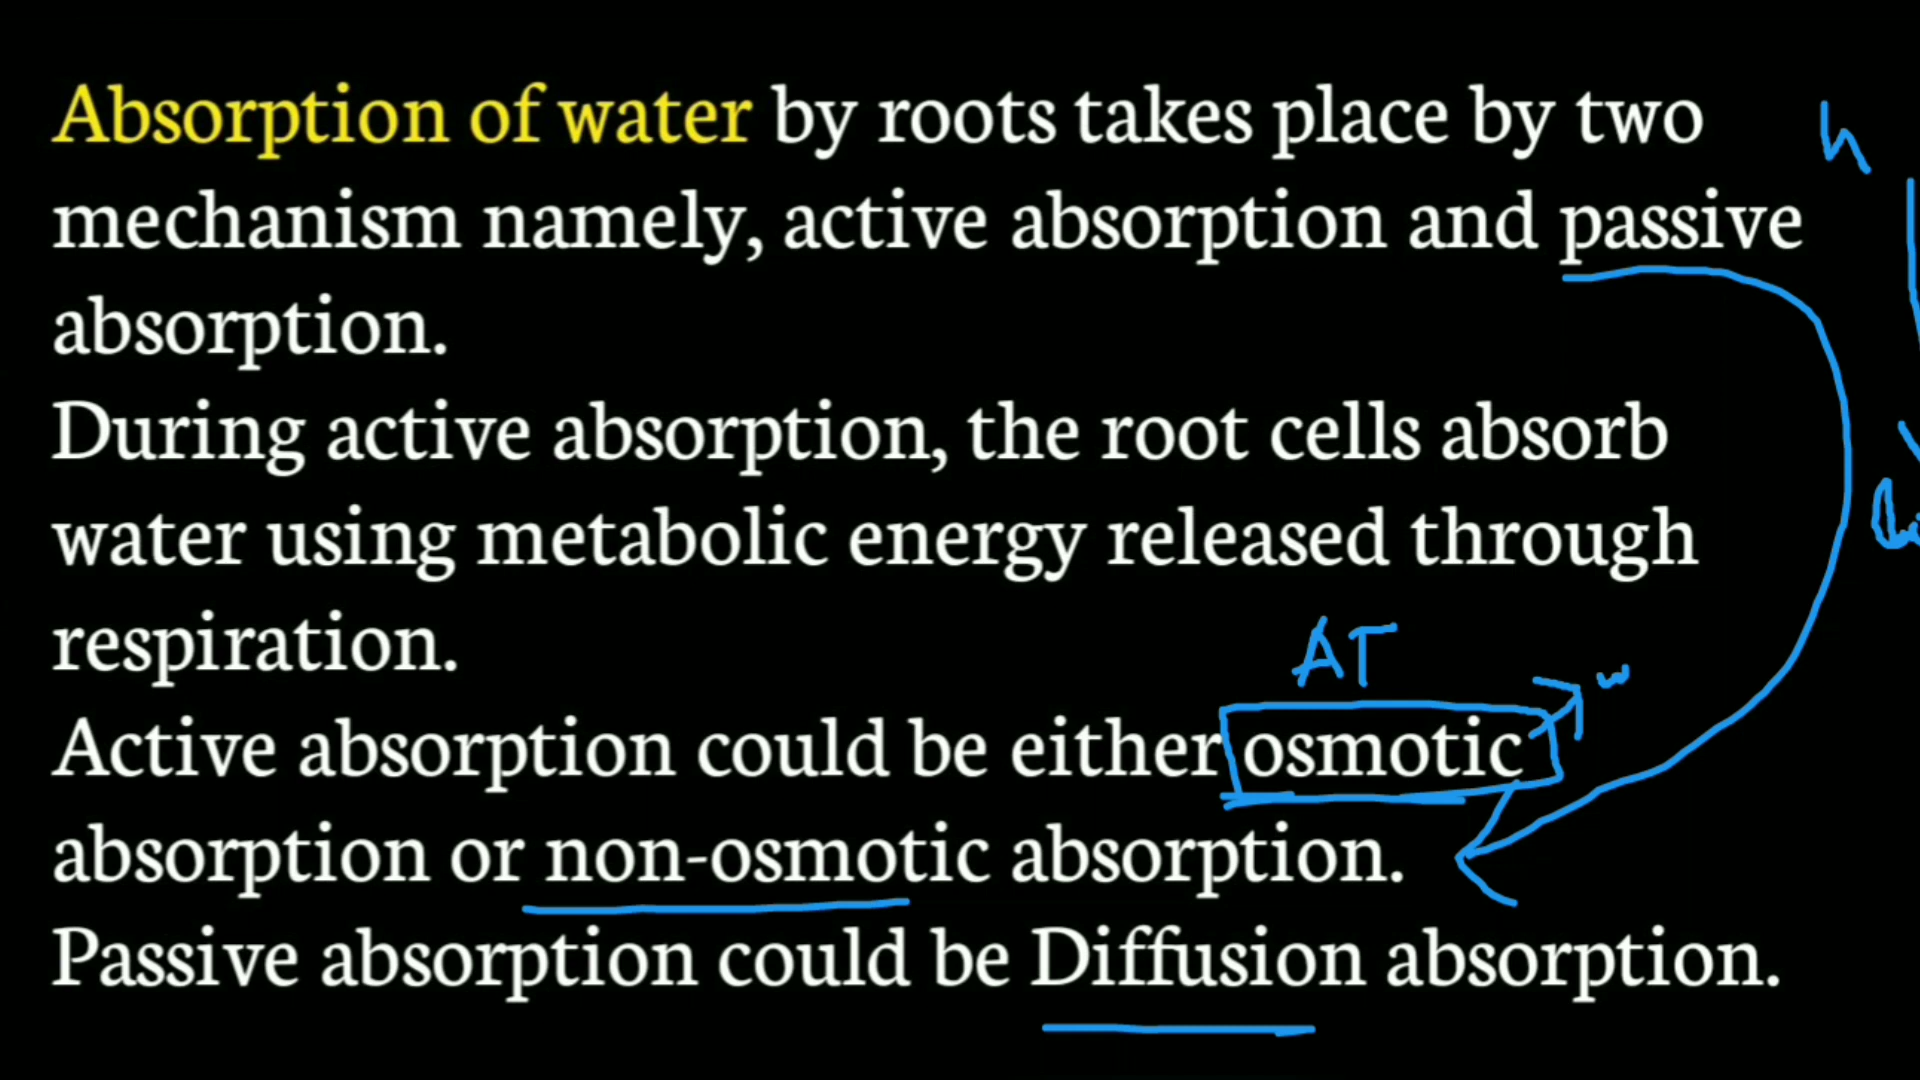 Absorption of water by roots takes place by two
h
mechanism namely, active absorption and passive
absorption.
During active absorption, the root cells absorb
water using metabolic energy released through
respiration.
AT
w
Active absorption could be either osmotic
absorption or non-osmotic absorption.
Passive absorption could be Diffusion absorption.